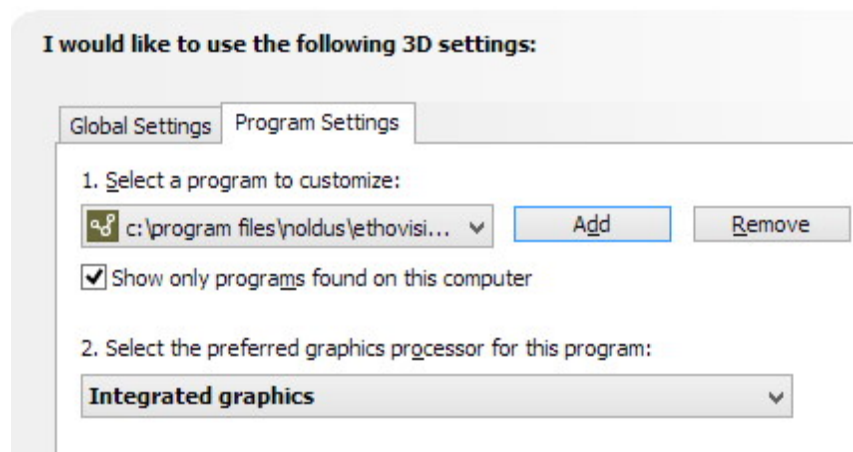 I would like to use the following 3D settings:
Global Settings Program Settings
1. Select a program to customize:
c:\program files\noldus\ethovisi... Add Remove
Show only programs found on this computer
2. Select the preferred graphics processor for this program:
Integrated graphics